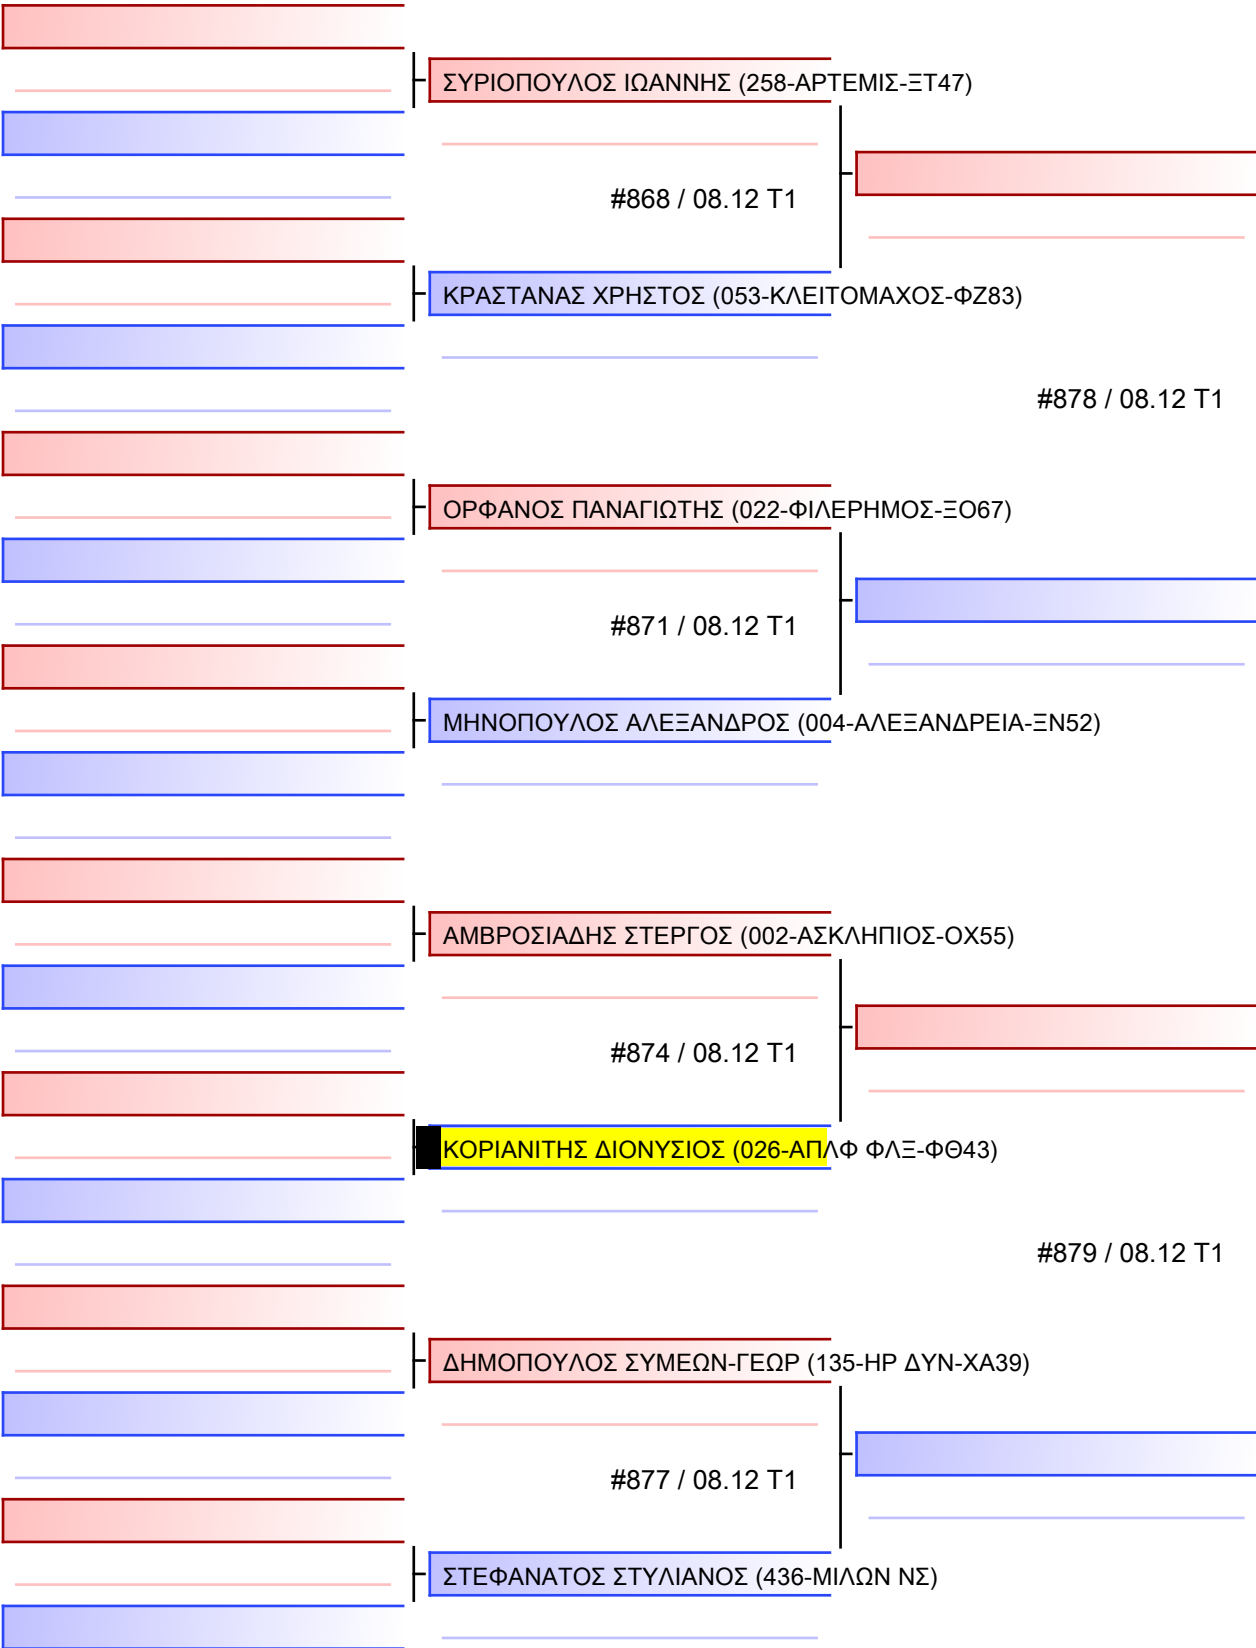 ΣΥΡΙΟΠΟΥΛΟΣ ΙΩΑΝΝΗΣ (258-ΑΡΤΕΜΙΣ-ΞΤ47)
#868 / 08.12 T1
ΚΡΑΣΤΑΝΑΣ ΧΡΗΣΤΟΣ (053-ΚΛΕΙΤΟΜΑΧΟΣ-ΦΖ83)
#878 / 08.12 T1
ΟΡΦΑΝΟΣ ΠΑΝΑΓΙΩΤΗΣ (022-ΦΙΛΕΡΗΜΟΣ-ΞΟ67)
#871 / 08.12 T1
ΜΗΝΟΠΟΥΛΟΣ ΑΛΕΞΑΝΔΡΟΣ (004-ΑΛΕΞΑΝΔΡΕΙΑ-ΞΝ52)
ΑΜΒΡΟΣΙΑΔΗΣ ΣΤΕΡΓΟΣ (002-ΑΣΚΛΗΠΙΟΣ-ΟΧ55)
#874 / 08.12 T1
ΚΟΡΙΑΝΙΤΗΣ ΔΙΟΝΥΣΙΟΣ (026-ΑΠΛΦ ΦΛΞ-ΦΘ43)
#879 / 08.12 T1
ΔΗΜΟΠΟΥΛΟΣ ΣΥΜΕΩΝ-ΓΕΩΡ (135-ΗΡ ΔΥΝ-ΧΑ39)
#877 / 08.12 T1
ΣΤΕΦΑΝΑΤΟΣ ΣΤΥΛΙΑΝΟΣ (436-ΜΙΛΩΝ ΝΣ)